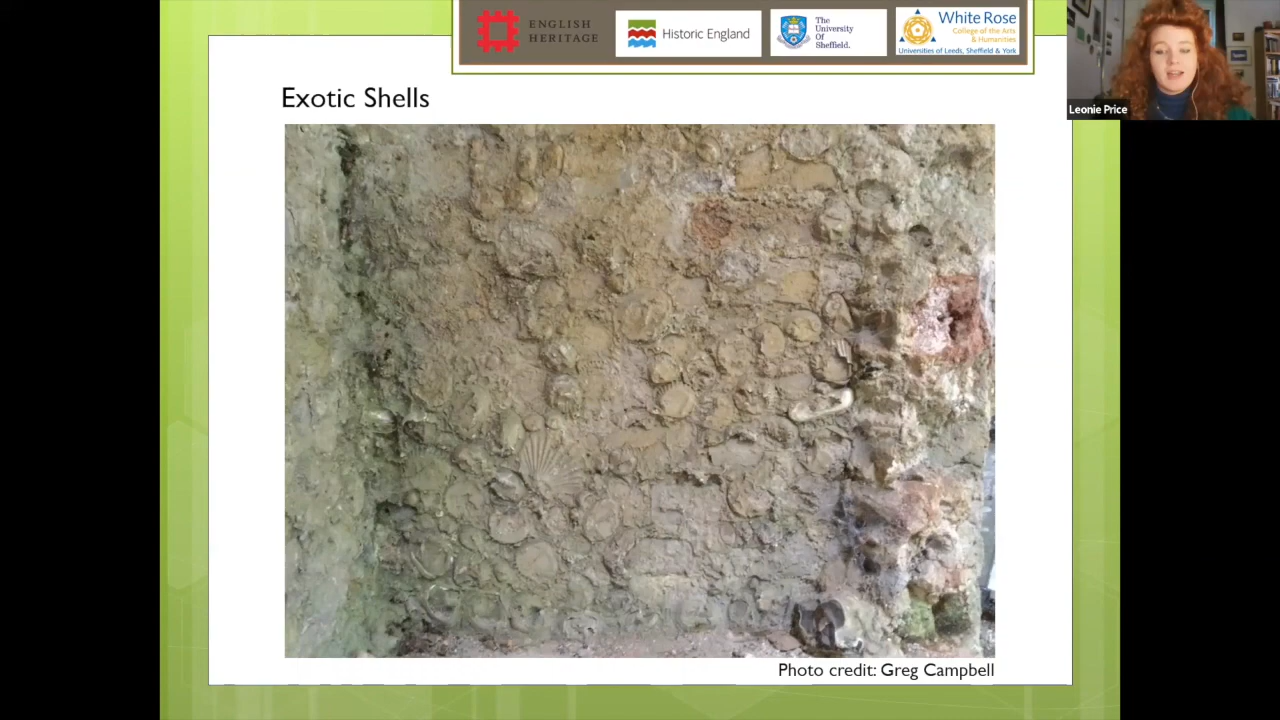 ENGLISH
HERITAGE
Historic England
The
University
Of
Sheffield.
White Rose
College of the Arts
& Humanities
Universities of Leeds, Sheffield & York
Leonie Price
Exotic Shells
Photo credit: Greg Campbell